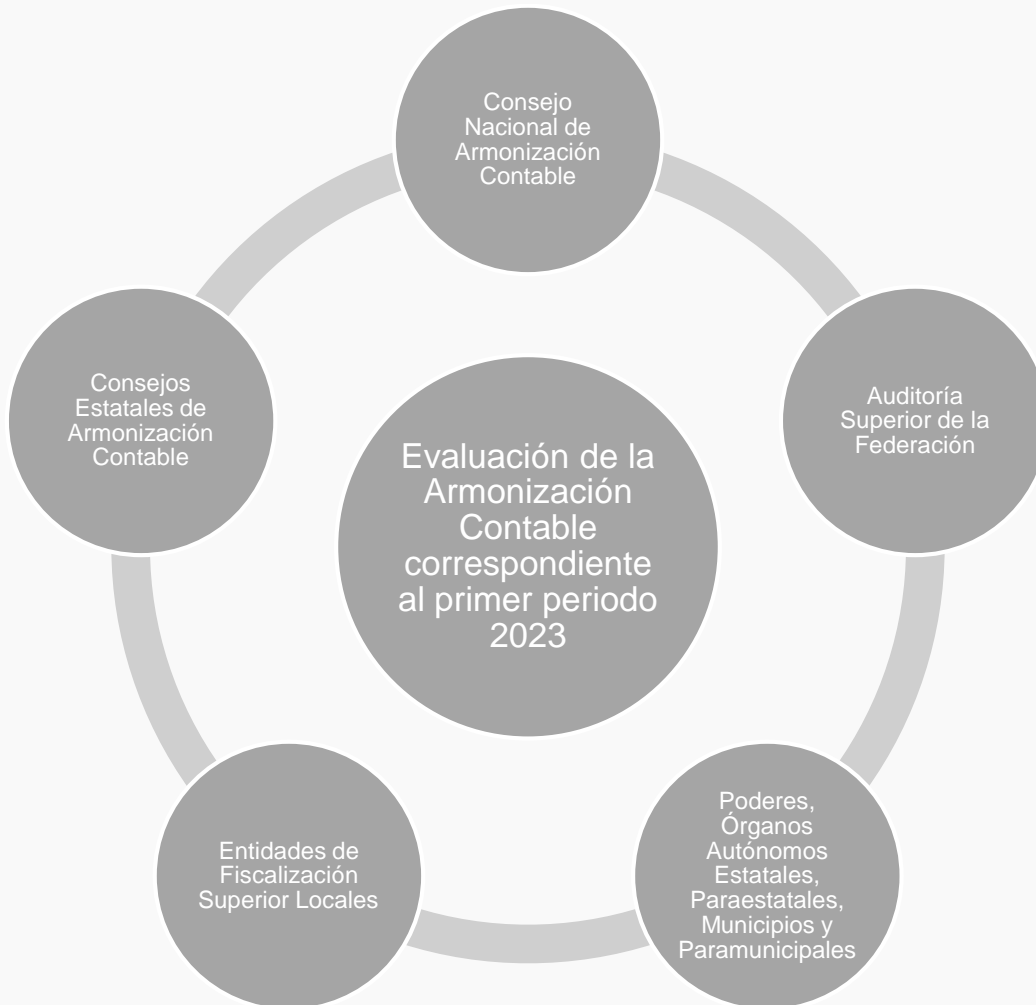 Consejo
Nacional de
Armonización
Contable
Auditoría
Superior de la
Federación
Poderes,
Órganos
Autónomos
Estatales,
Paraestatales,
Municipios y
Paramunicipales
Entidades de
Fiscalización
Superior Locales
Consejos
Estatales de
Armonización
Contable
Evaluación de la
Armonización
Contable
correspondiente
al primer periodo
2023